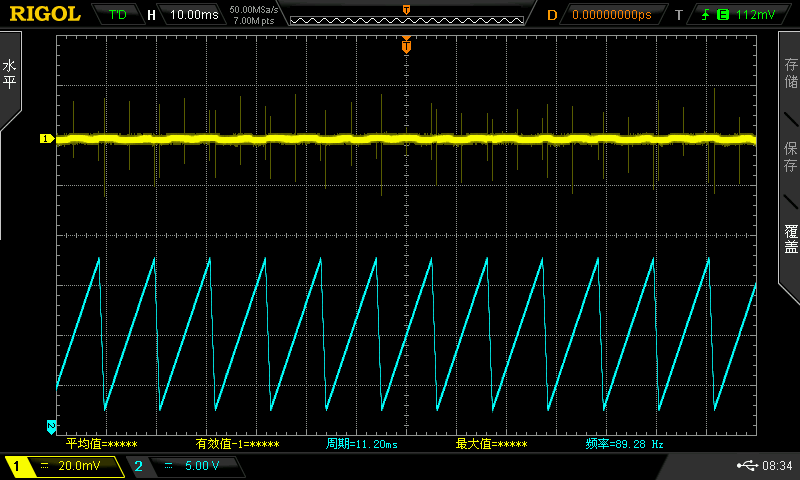 RIGOL T'D H 10.00ms 50.00MSa/s 7.00M pts T D 0.00000000ps T E 112mV
水平
T
存储
1
保存
覆盖
2
平均值=***** 有效值-1=***** 周期=11.20ms 最大值=***** 频率=89.28 Hz
1 20.0mV 2 5.00 V 08:34